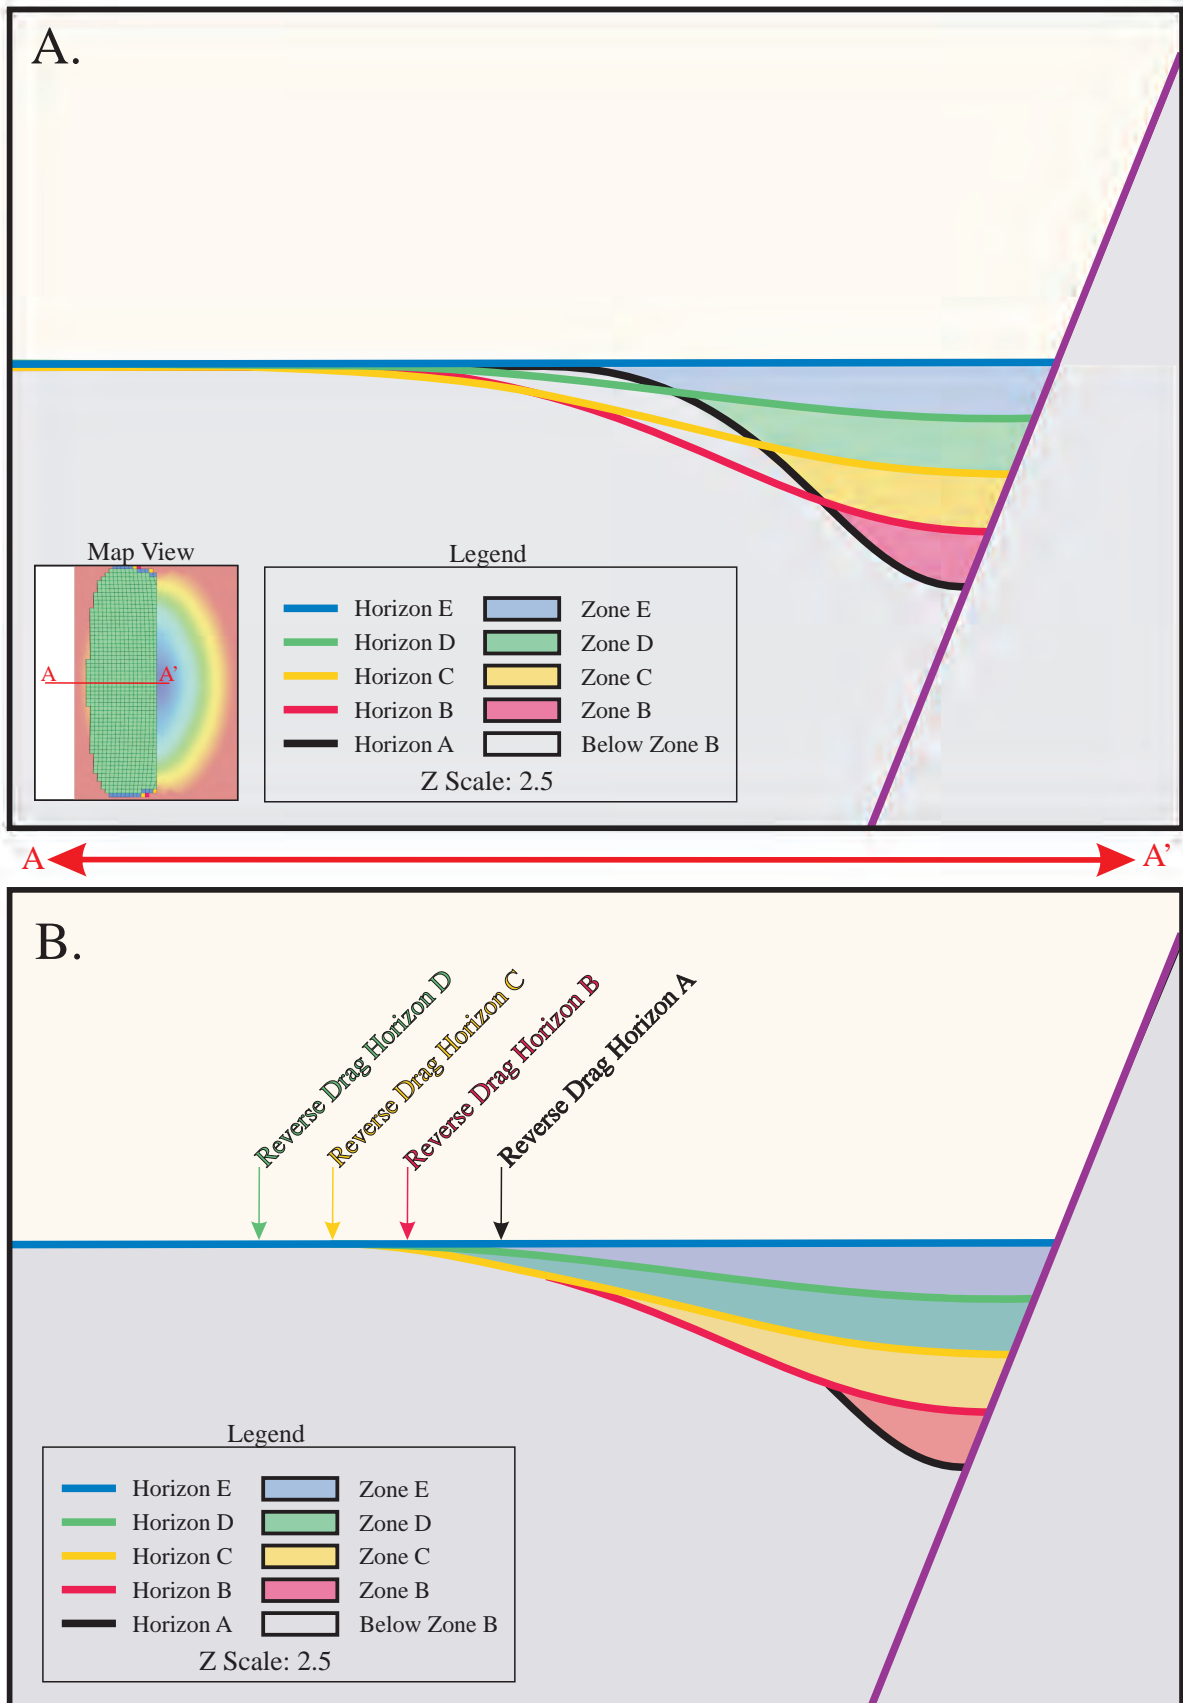 A.
Map View
A
A'
Legend
Horizon E
Zone E
Horizon D
Zone D
Horizon C
Zone C
Horizon B
Zone B
Horizon A
Below Zone B
Z Scale: 2.5
A
A'
B.
Reverse Drag Horizon D
Reverse Drag Horizon C
Reverse Drag Horizon B
Reverse Drag Horizon A
Legend
Horizon E
Zone E
Horizon D
Zone D
Horizon C
Zone C
Horizon B
Zone B
Horizon A
Below Zone B
Z Scale: 2.5